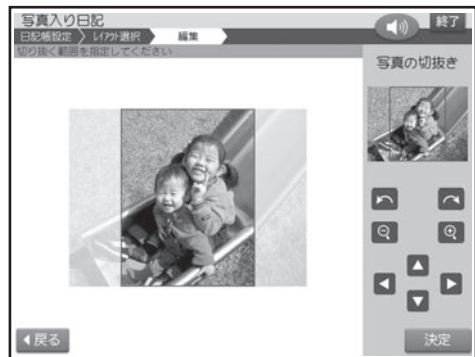 写真入り日記
終了
日記帳設定 レイアウト選択 編集
切り抜く範囲を指定してください
写真の切抜き
戻る
決定